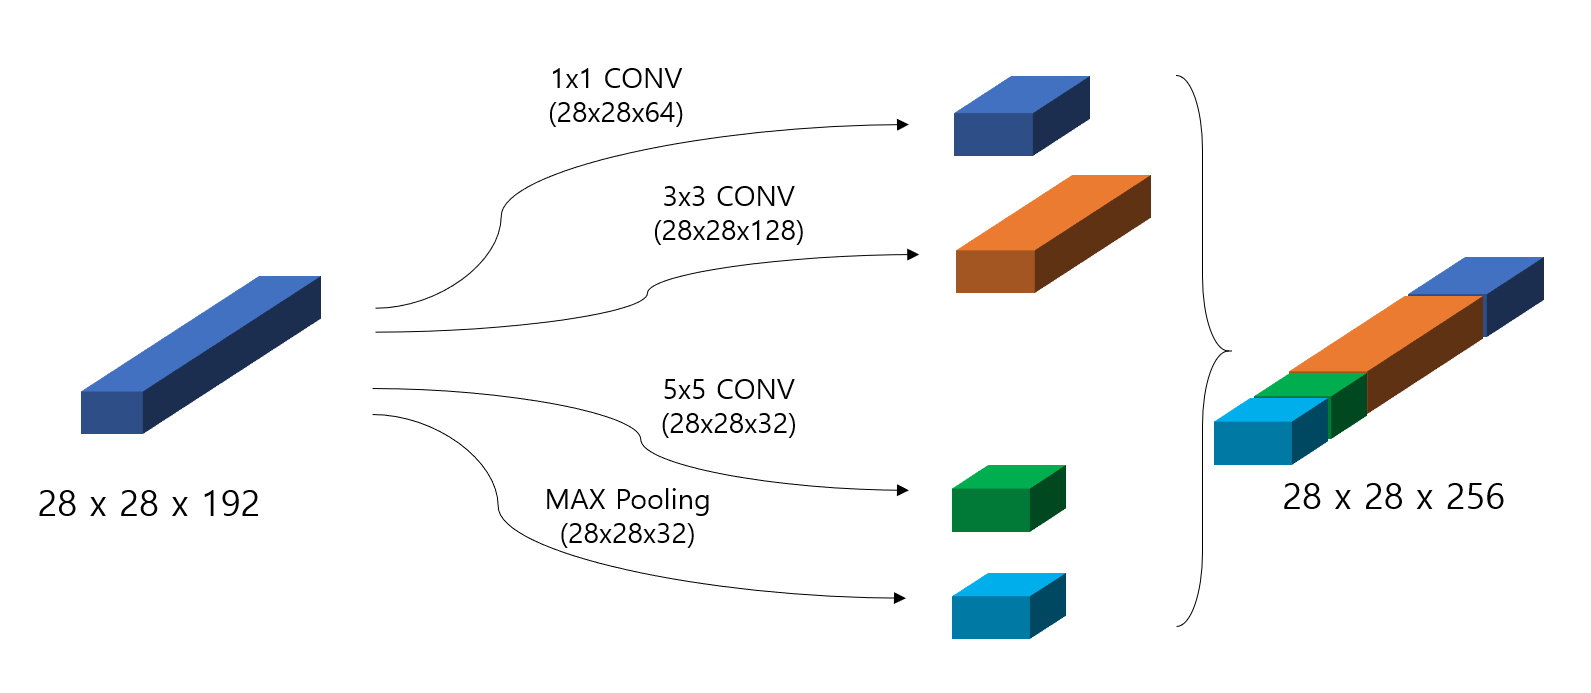 1x1 CONV
(28x28x64)
3x3 CONV
(28x28x128)
5x5 CONV
(28x28x32)
MAX Pooling
(28x28x32)
28 x 28 x 192
28 x 28 x 256